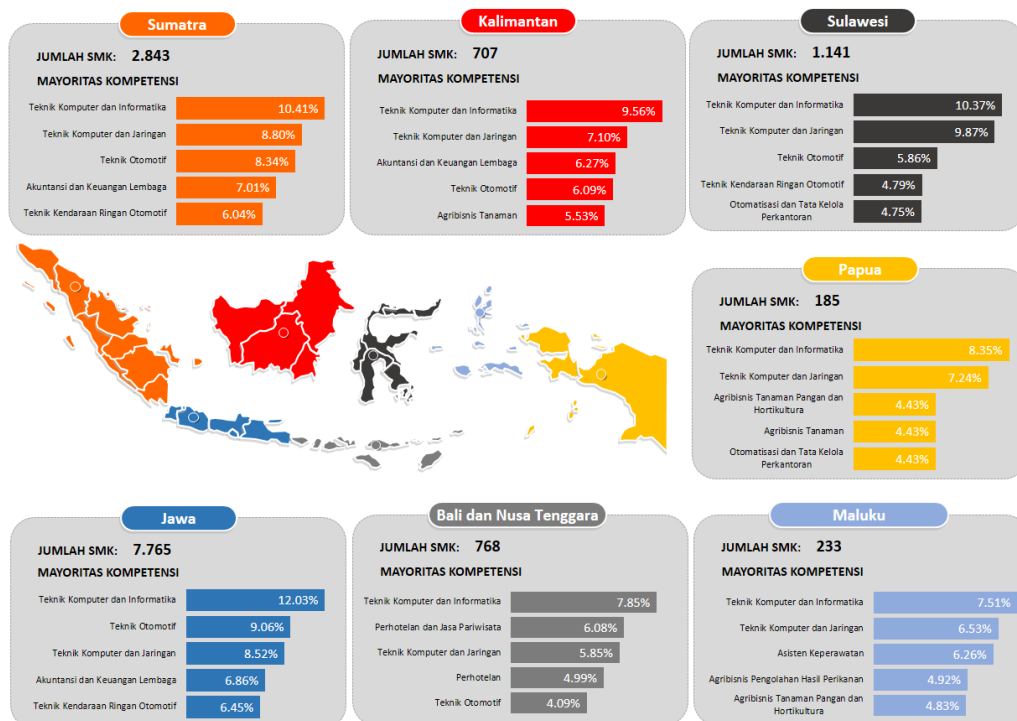 Sumatra
JUMLAH SMK: 2.843
MAYORITAS KOMPETENSI
Teknik Komputer dan Informatika 10.41%
Teknik Komputer dan Jaringan 8.80%
Teknik Otomotif 8.34%
Akuntansi dan Keuangan Lembaga 7.01%
Teknik Kendaraan Ringan Otomotif 6.04%
Kalimantan
JUMLAH SMK: 707
MAYORITAS KOMPETENSI
Teknik Komputer dan Informatika 9.56%
Teknik Komputer dan Jaringan 7.10%
Akuntansi dan Keuangan Lembaga 6.27%
Teknik Otomotif 6.09%
Agribisnis Tanaman 5.53%
Sulawesi
JUMLAH SMK: 1.141
MAYORITAS KOMPETENSI
Teknik Komputer dan Informatika 10.37%
Teknik Komputer dan Jaringan 9.87%
Teknik Otomotif 5.86%
Teknik Kendaraan Ringan Otomotif 4.79%
Otomatisasi dan Tata Kelola
Perkantoran 4.75%
Papua
JUMLAH SMK: 185
MAYORITAS KOMPETENSI
Teknik Komputer dan Informatika 8.35%
Teknik Komputer dan Jaringan 7.24%
Agribisnis Tanaman Pangan dan
Hortikultura 4.43%
Agribisnis Tanaman 4.43%
Otomatisasi dan Tata Kelola
Perkantoran 4.43%
Jawa
JUMLAH SMK: 7.765
MAYORITAS KOMPETENSI
Teknik Komputer dan Informatika 12.03%
Teknik Otomotif 9.06%
Teknik Komputer dan Jaringan 8.52%
Akuntansi dan Keuangan Lembaga 6.86%
Teknik Kendaraan Ringan Otomotif 6.45%
Bali dan Nusa Tenggara
JUMLAH SMK: 768
MAYORITAS KOMPETENSI
Teknik Komputer dan Informatika 7.85%
Perhotelan dan Jasa Pariwisata 6.08%
Teknik Komputer dan Jaringan 5.85%
Perhotelan 4.99%
Teknik Otomotif 4.09%
Maluku
JUMLAH SMK: 233
MAYORITAS KOMPETENSI
Teknik Komputer dan Informatika 7.51%
Teknik Komputer dan Jaringan 6.53%
Asisten Keperawatan 6.26%
Agribisnis Pengolahan Hasil Perikanan 4.92%
Agribisnis Tanaman Pangan dan
Hortikultura 4.83%